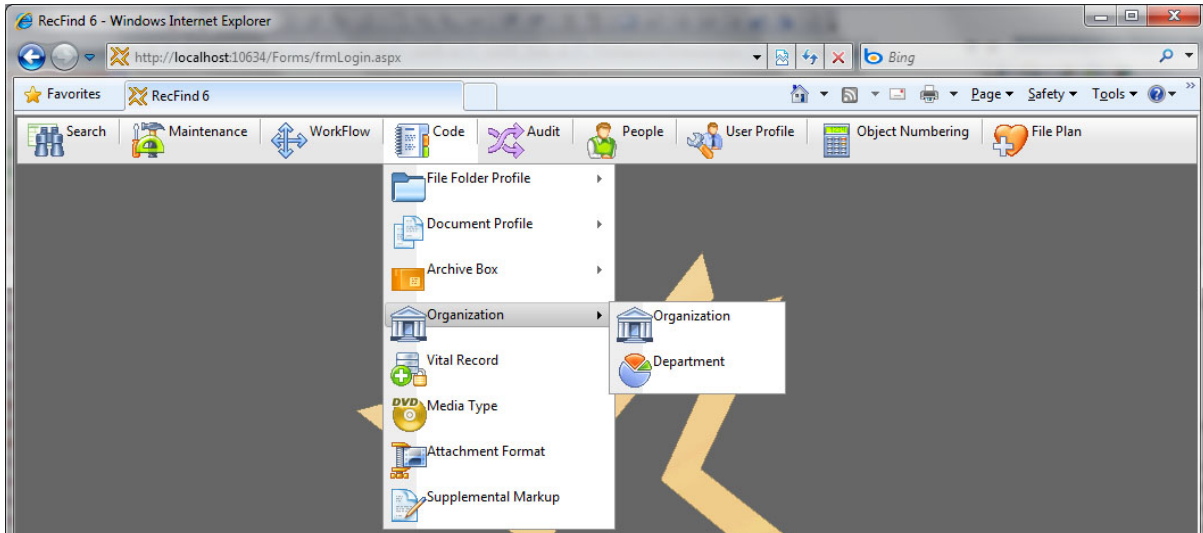 RecFind 6 - Windows Internet Explorer
http://localhost:10634/Forms/frmLogin.aspx
Bing
Favorites RecFind 6 Page Safety Tools
Search Maintenance WorkFlow Code Audit People User Profile Object Numbering File Plan
File Folder Profile
Document Profile
Archive Box
Organization Organization
Vital Record Department
DVD Media Type
Attachment Format
Supplemental Markup